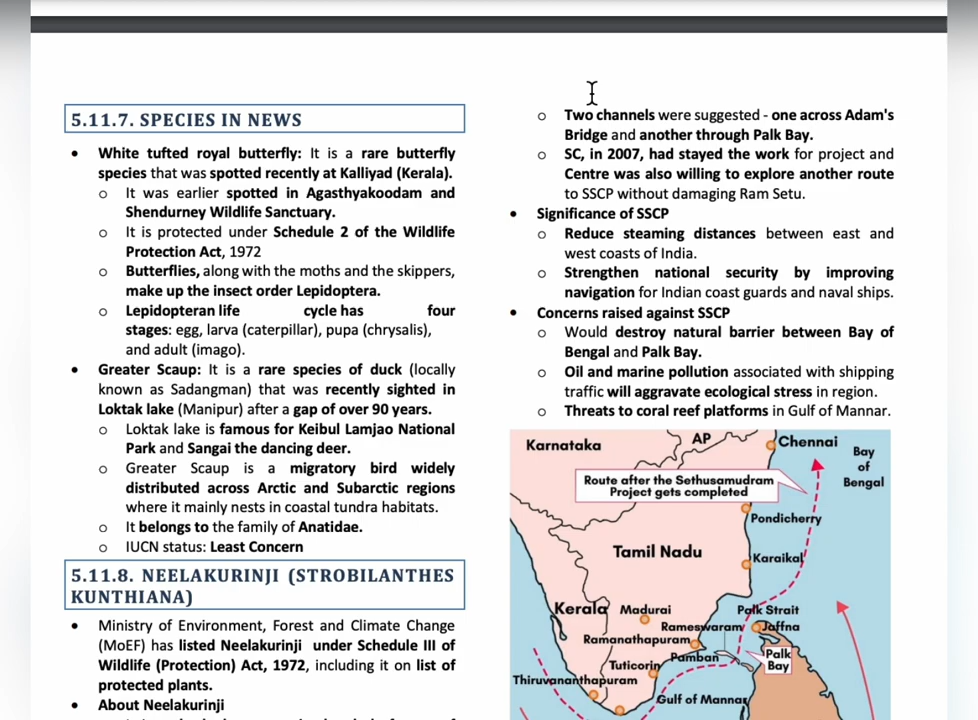 5.11.7. SPECIES IN NEWS
• White tufted royal butterfly: It is a rare butterfly
species that was spotted recently at Kalliyad (Kerala).
o It was earlier spotted in Agasthyakoodam and
Shendurney Wildlife Sanctuary.
o It is protected under Schedule 2 of the Wildlife
Protection Act, 1972
o Butterflies, along with the moths and the skippers,
make up the insect order Lepidoptera.
o Lepidopteran life cycle has four
stages: egg, larva (caterpillar), pupa (chrysalis),
and adult (imago).
• Greater Scaup: It is a rare species of duck (locally
known as Sadangman) that was recently sighted in
Loktak lake (Manipur) after a gap of over 90 years.
o Loktak lake is famous for Keibul Lamjao National
Park and Sangai the dancing deer.
o Greater Scaup is a migratory bird widely
distributed across Arctic and Subarctic regions
where it mainly nests in coastal tundra habitats.
o It belongs to the family of Anatidae.
o IUCN status: Least Concern
5.11.8. NEELAKURINJI (STROBILANTHES
KUNTHIANA)
• Ministry of Environment, Forest and Climate Change
(MoEF) has listed Neelakurinji under Schedule III of
Wildlife (Protection) Act, 1972, including it on list of
protected plants.
• About Neelakurinji
o Two channels were suggested - one across Adam's
Bridge and another through Palk Bay.
o SC, in 2007, had stayed the work for project and
Centre was also willing to explore another route
to SSCP without damaging Ram Setu.
• Significance of SSCP
o Reduce steaming distances between east and
west coasts of India.
o Strengthen national security by improving
navigation for Indian coast guards and naval ships.
• Concerns raised against SSCP
o Would destroy natural barrier between Bay of
Bengal and Palk Bay.
o Oil and marine pollution associated with shipping
traffic will aggravate ecological stress in region.
o Threats to coral reef platforms in Gulf of Mannar.
Karnataka
AP
Chennai
Bay
of
Bengal
Route after the Sethusamudram
Project gets completed
Pondicherry
Tamil Nadu
Karaikal
Kerala
Madurai
Palk Strait
Rameswaram
Jaffna
Ramanathapuram
Pamban
Palk
Bay
Tuticorin
Thiruvananthapuram
Gulf of Mannar